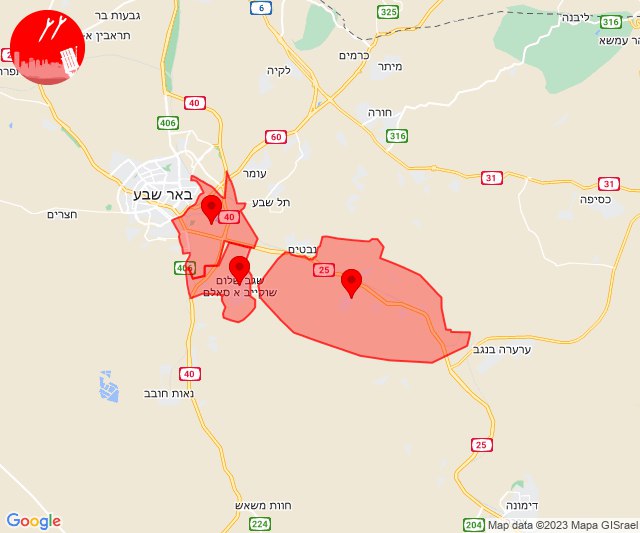 גבעות בר
תראבין א-
6
325
ליבנה
316
הר עמשא
כרמים
מיתר
לקיה
40
406
חורה
60
316
עומר
31
31
באר שבע
תל שבע
כסיפה
חצרים
40
נבטים
406
25
שגב שלום
שוקייב א סאלם
ערערה בנגב
40
נאות חובב
25
דימונה
חוות משאש
224
204
Google
Map data ©2023 Mapa GISrael